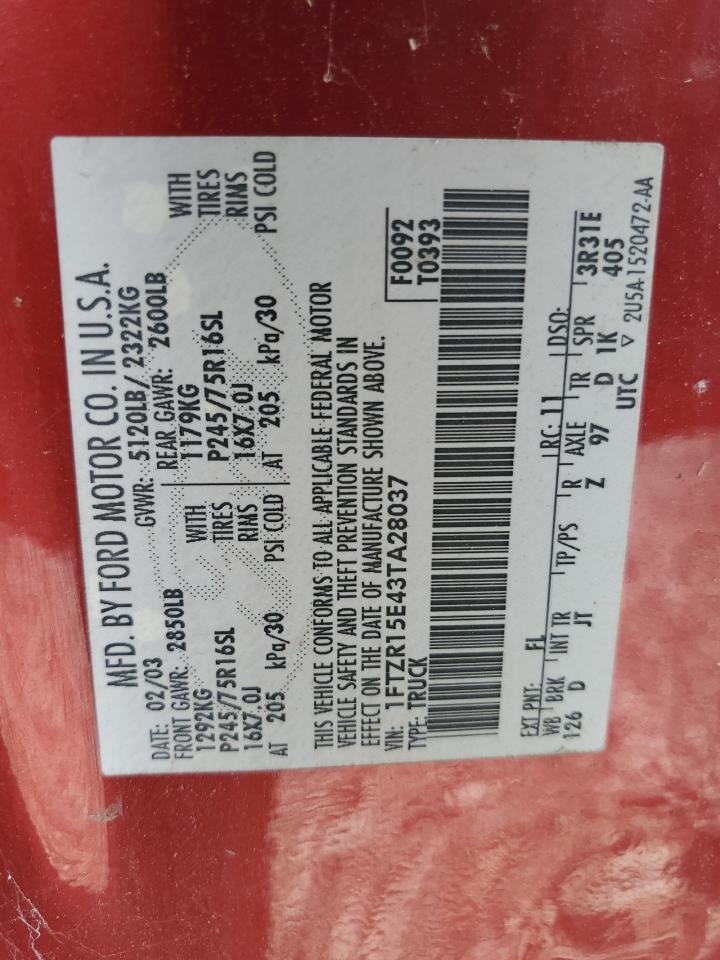 MFD. BY FORD MOTOR CO. IN U.S.A.
DATE: 02/03 GVWR: 5120LB/ 2322KG
FRONT GAWR: 2850LB REAR GAWR: 2600LB
1292KG WITH 1179KG WITH
P245/75R16SL TIRES P245/75R16SL TIRES
16X7.0J RIMS 16X7.0J RIMS
AT 205 kPa/30 PSI COLD AT 205 kPa/30 PSI COLD
THIS VEHICLE CONFORMS TO ALL APPLICABLE FEDERAL MOTOR
VEHICLE SAFETY AND THEFT PREVENTION STANDARDS IN
EFFECT ON THE DATE OF MANUFACTURE SHOWN ABOVE.
VIN: 1FTZR15E43TA28037 F0092
TYPE: TRUCK T0393
EXT PNT: FL RC: 11 DSO:
WB BRK INT TR TP/PS R AXLE TR SPR 3R31E
126 D JT Z 97 D 1K 405
UTC ▽ 2U5A-1520472-AA